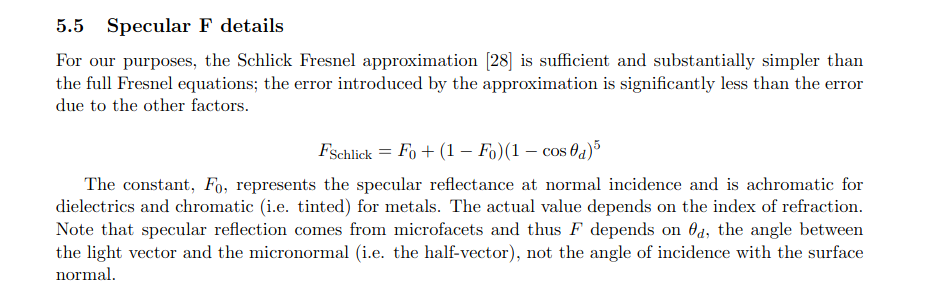 5.5 Specular F details
For our purposes, the Schlick Fresnel approximation [28] is sufficient and substantially simpler than
the full Fresnel equations; the error introduced by the approximation is significantly less than the error
due to the other factors.
F_Schlick = F_0 + (1 − F_0)(1 − cos θ_d)^5
The constant, F_0, represents the specular reflectance at normal incidence and is achromatic for
dielectrics and chromatic (i.e. tinted) for metals. The actual value depends on the index of refraction.
Note that specular reflection comes from microfacets and thus F depends on θ_d, the angle between
the light vector and the micronormal (i.e. the half-vector), not the angle of incidence with the surface
normal.